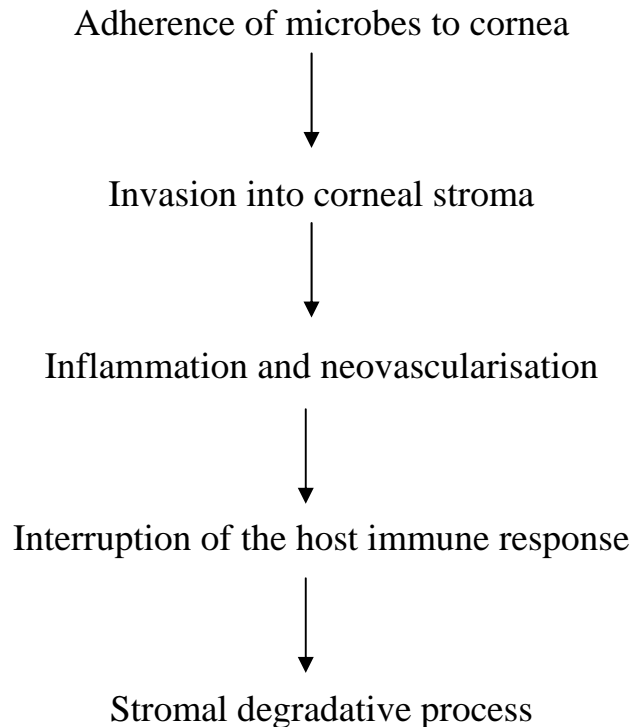 Adherence of microbes to cornea
Invasion into corneal stroma
Inflammation and neovascularisation
Interruption of the host immune response
Stromal degradative process